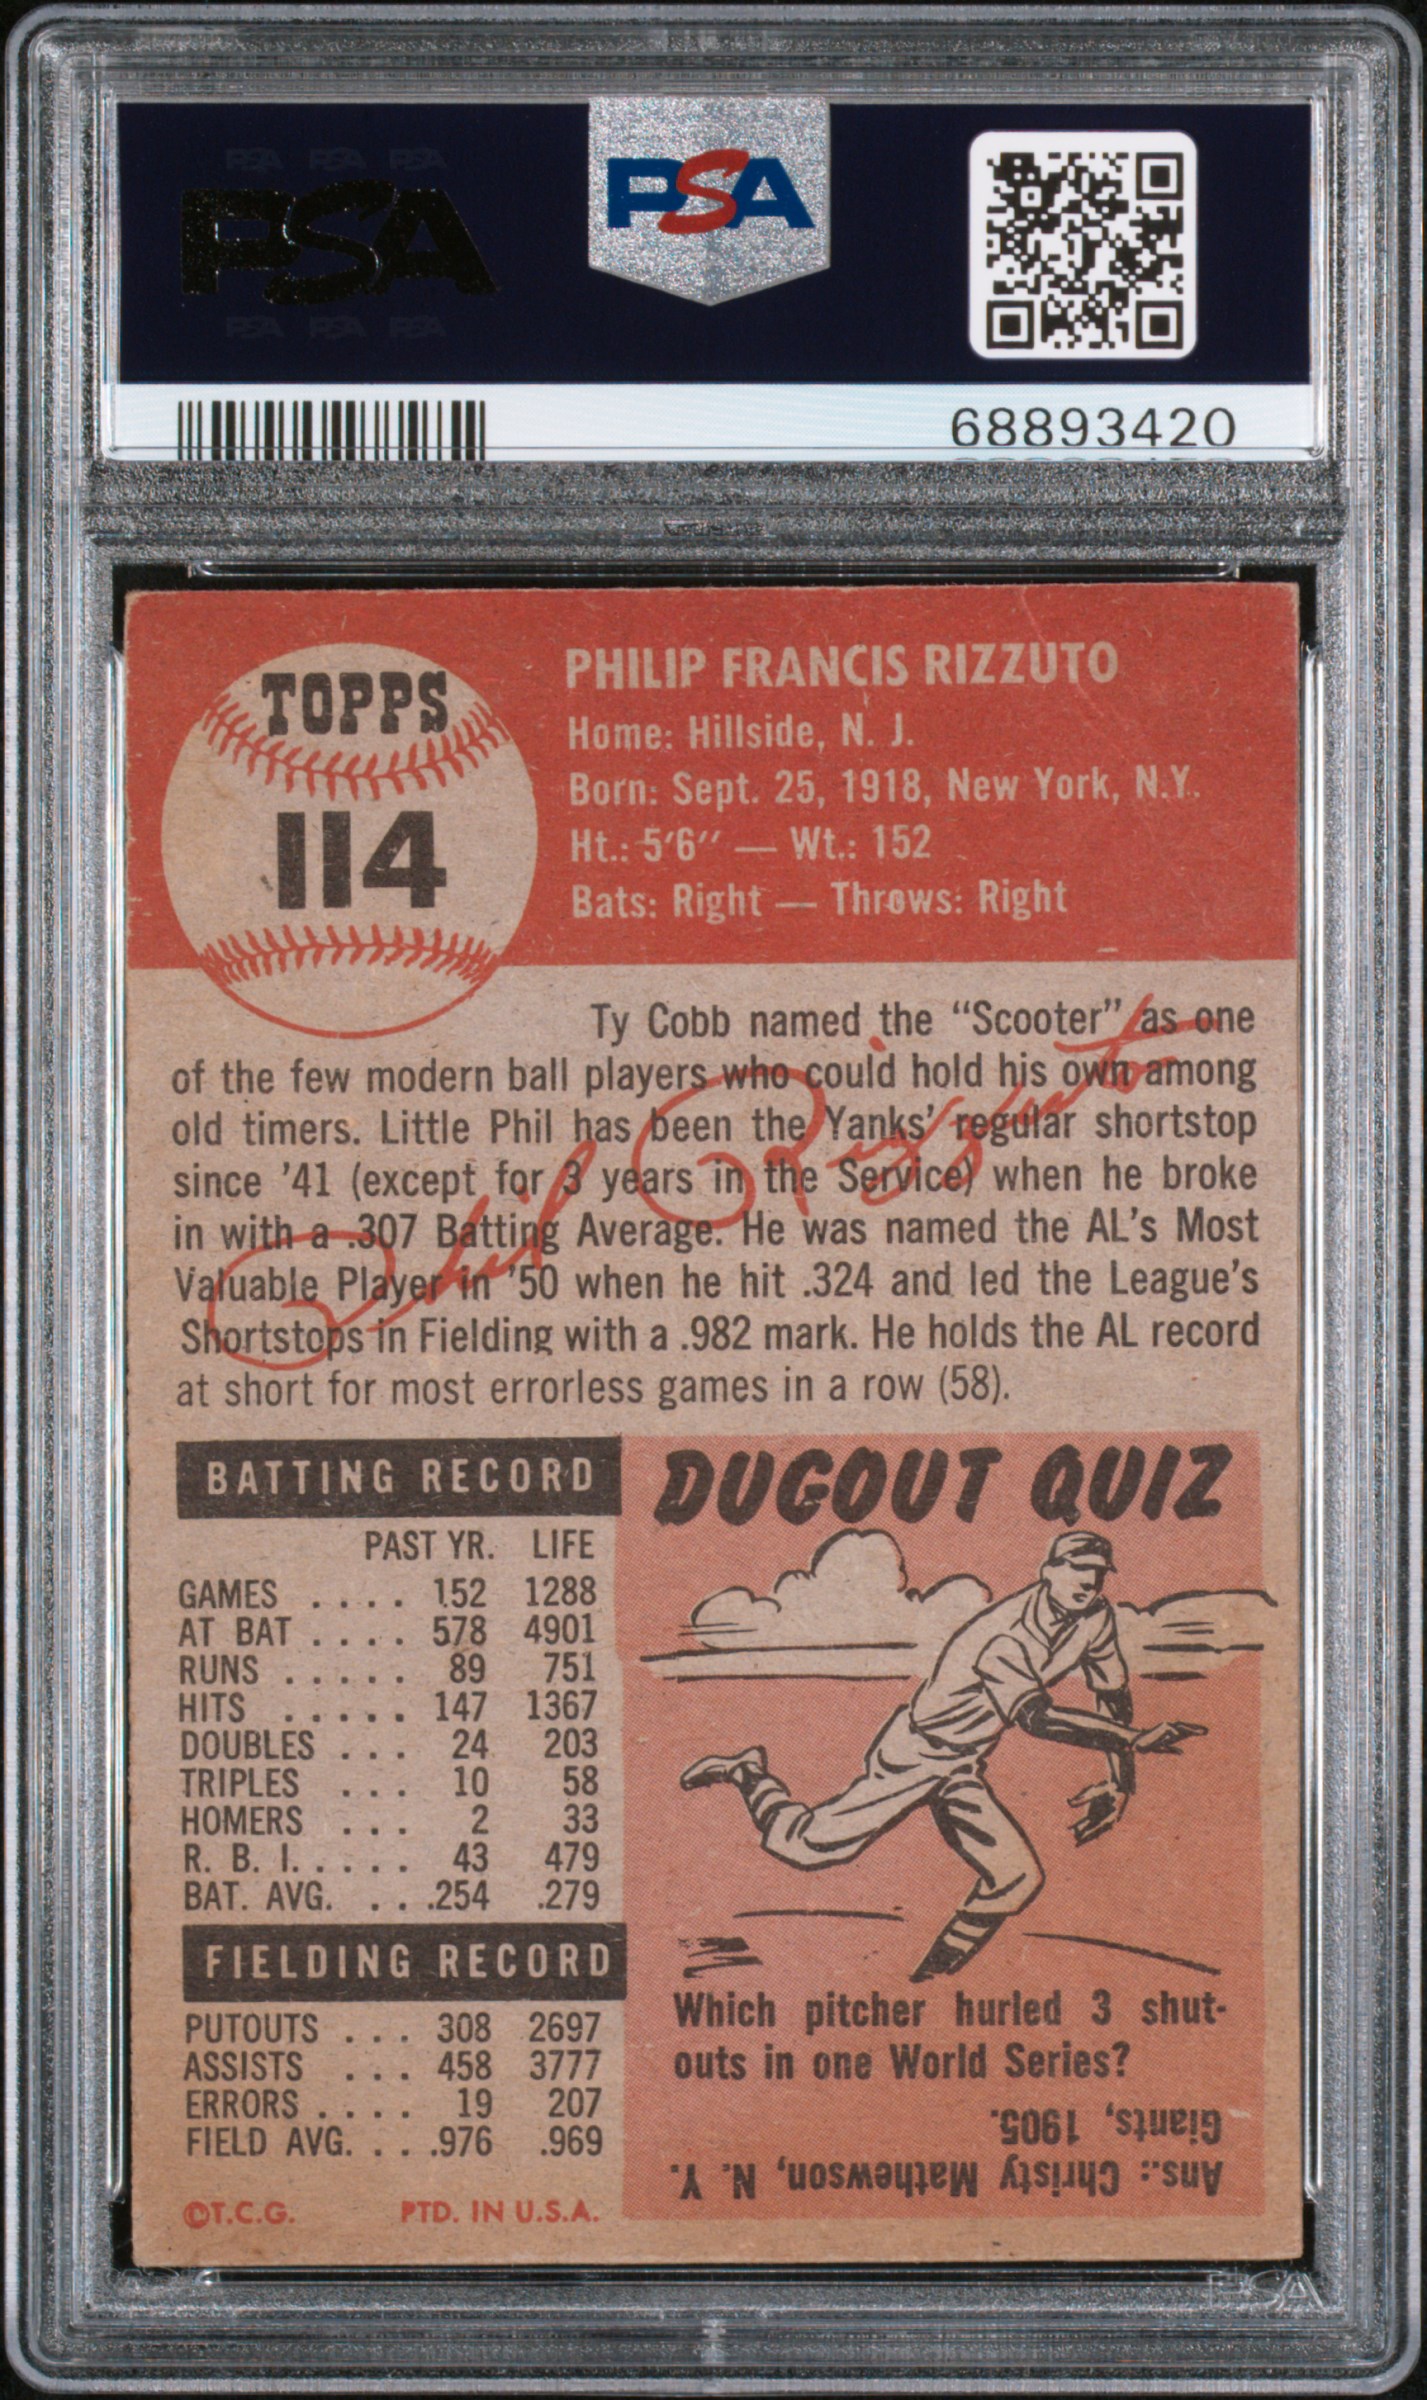 PSA PSA PSA
PSA
PSA PSA PSA
PSA
68893420
TOPPS
114
PHILIP FRANCIS RIZZUTO
Home: Hillside, N. J.
Born: Sept. 25, 1918, New York, N.Y.
Ht.: 5'6" — Wt.: 152
Bats: Right — Throws: Right
Ty Cobb named the "Scooter" as one
of the few modern ball players who could hold his own among
old timers. Little Phil has been the Yanks' regular shortstop
since '41 (except for 3 years in the Service) when he broke
in with a .307 Batting Average. He was named the AL's Most
Valuable Player in '50 when he hit .324 and led the League's
Shortstops in Fielding with a .982 mark. He holds the AL record
at short for most errorless games in a row (58).
Phil Rizzuto
BATTING RECORD
PAST YR. LIFE
GAMES . . . . 152 1288
AT BAT . . . . 578 4901
RUNS . . . . . 89 751
HITS . . . . . 147 1367
DOUBLES . . . 24 203
TRIPLES . . . 10 58
HOMERS . . . 2 33
R. B. I. . . . . 43 479
BAT. AVG. . . . .254 .279
FIELDING RECORD
PUTOUTS . . . 308 2697
ASSISTS . . . 458 3777
ERRORS . . . . 19 207
FIELD AVG. . . . .976 .969
©T.C.G. PTD. IN U.S.A.
DUGOUT QUIZ
Which pitcher hurled 3 shut-
outs in one World Series?
Ans.: Christy Mathewson, N. Y.
Giants, 1905.
PSA